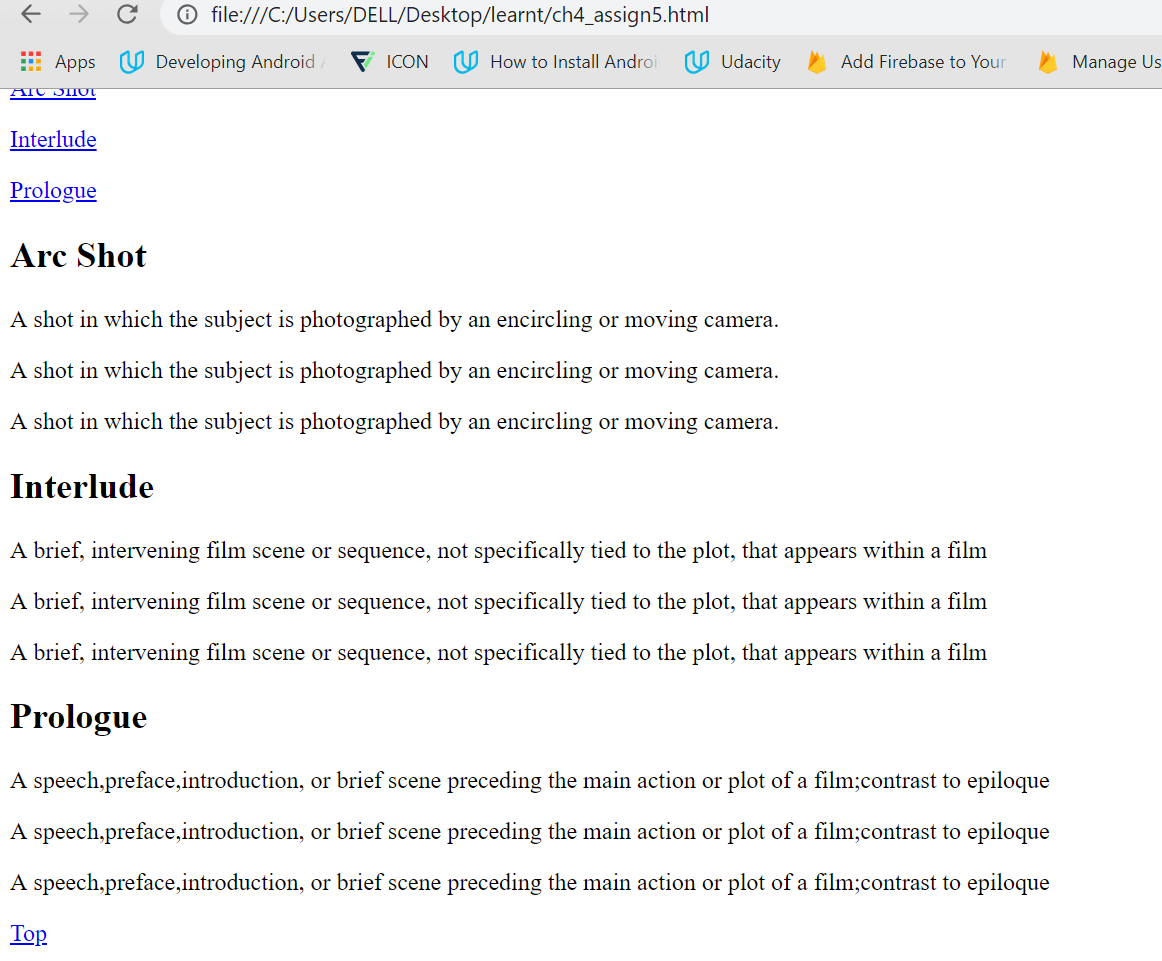 file:///C:/Users/DELL/Desktop/learnt/ch4_assign5.html
Apps Developing Android ICON How to Install Androi Udacity Add Firebase to Your Manage Us
Arc Shot
Interlude
Prologue
Arc Shot
A shot in which the subject is photographed by an encircling or moving camera.
A shot in which the subject is photographed by an encircling or moving camera.
A shot in which the subject is photographed by an encircling or moving camera.
Interlude
A brief, intervening film scene or sequence, not specifically tied to the plot, that appears within a film
A brief, intervening film scene or sequence, not specifically tied to the plot, that appears within a film
A brief, intervening film scene or sequence, not specifically tied to the plot, that appears within a film
Prologue
A speech,preface,introduction, or brief scene preceding the main action or plot of a film;contrast to epiloque
A speech,preface,introduction, or brief scene preceding the main action or plot of a film;contrast to epiloque
A speech,preface,introduction, or brief scene preceding the main action or plot of a film;contrast to epiloque
Top